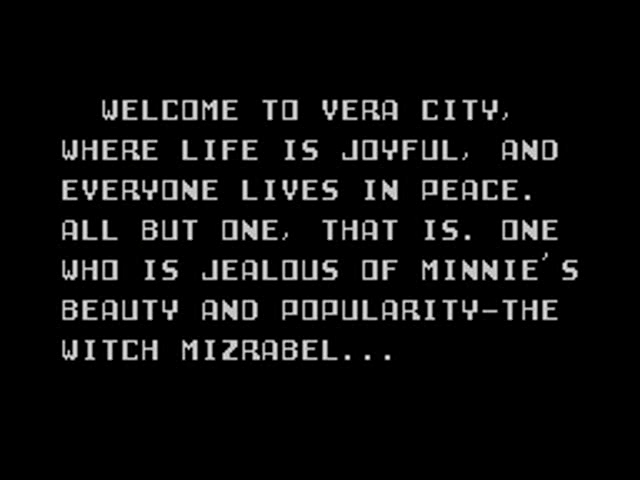 WELCOME TO VERA CITY,
WHERE LIFE IS JOYFUL, AND
EVERYONE LIVES IN PEACE.
ALL BUT ONE, THAT IS. ONE
WHO IS JEALOUS OF MINNIE'S
BEAUTY AND POPULARITY-THE
WITCH MIZRABEL...